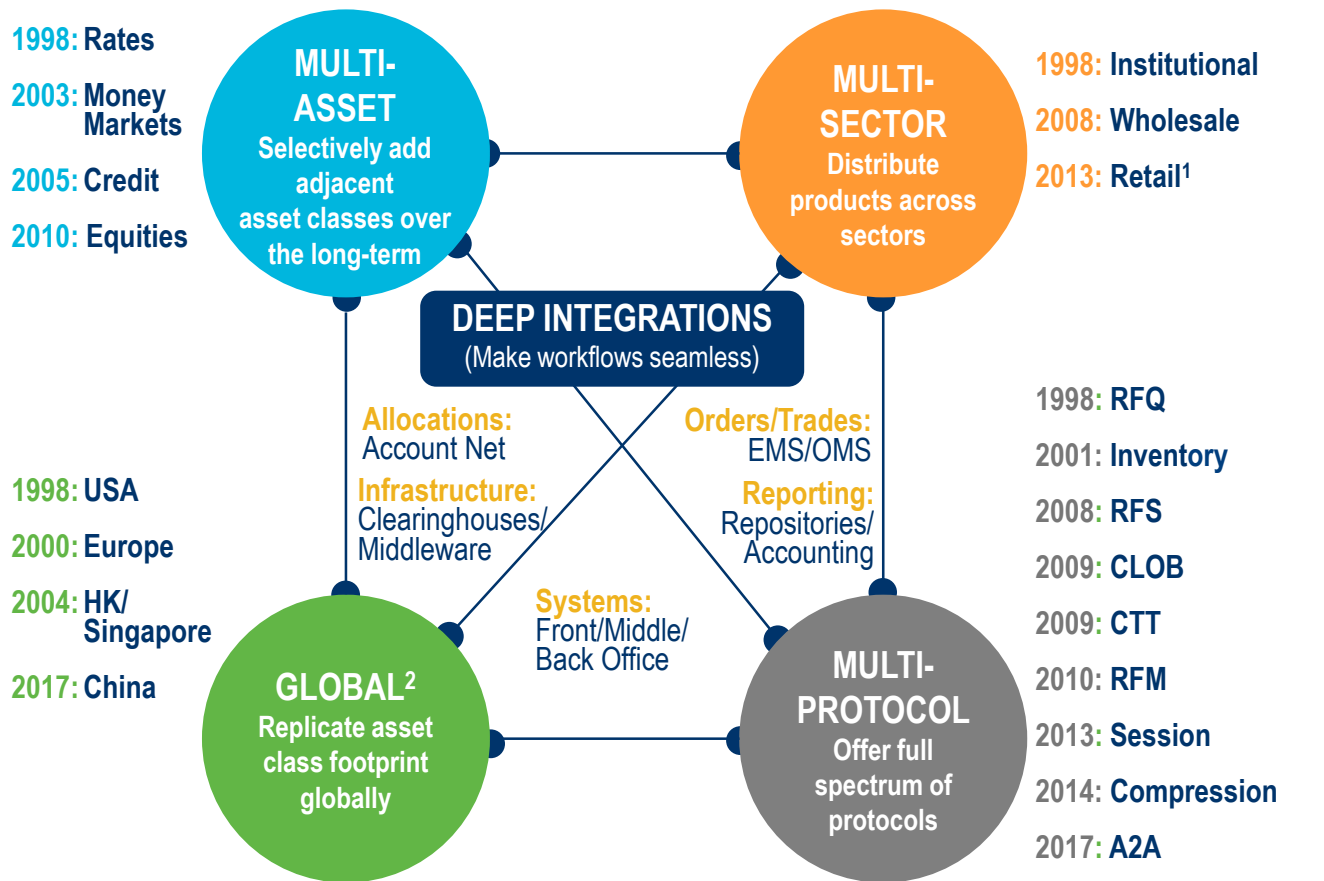 1998: Rates
2003: Money
Markets
2005: Credit
2010: Equities
MULTI-
ASSET
Selectively add
adjacent
asset classes over
the long-term
MULTI-
SECTOR
Distribute
products across
sectors
1998: Institutional
2008: Wholesale
2013: Retail¹
DEEP INTEGRATIONS
(Make workflows seamless)
Allocations:
Account Net
Infrastructure:
Clearinghouses/
Middleware
Orders/Trades:
EMS/OMS
Reporting:
Repositories/
Accounting
Systems:
Front/Middle/
Back Office
1998: USA
2000: Europe
2004: HK/
Singapore
2017: China
GLOBAL²
Replicate asset
class footprint
globally
MULTI-
PROTOCOL
Offer full
spectrum of
protocols
1998: RFQ
2001: Inventory
2008: RFS
2009: CLOB
2009: CTT
2010: RFM
2013: Session
2014: Compression
2017: A2A